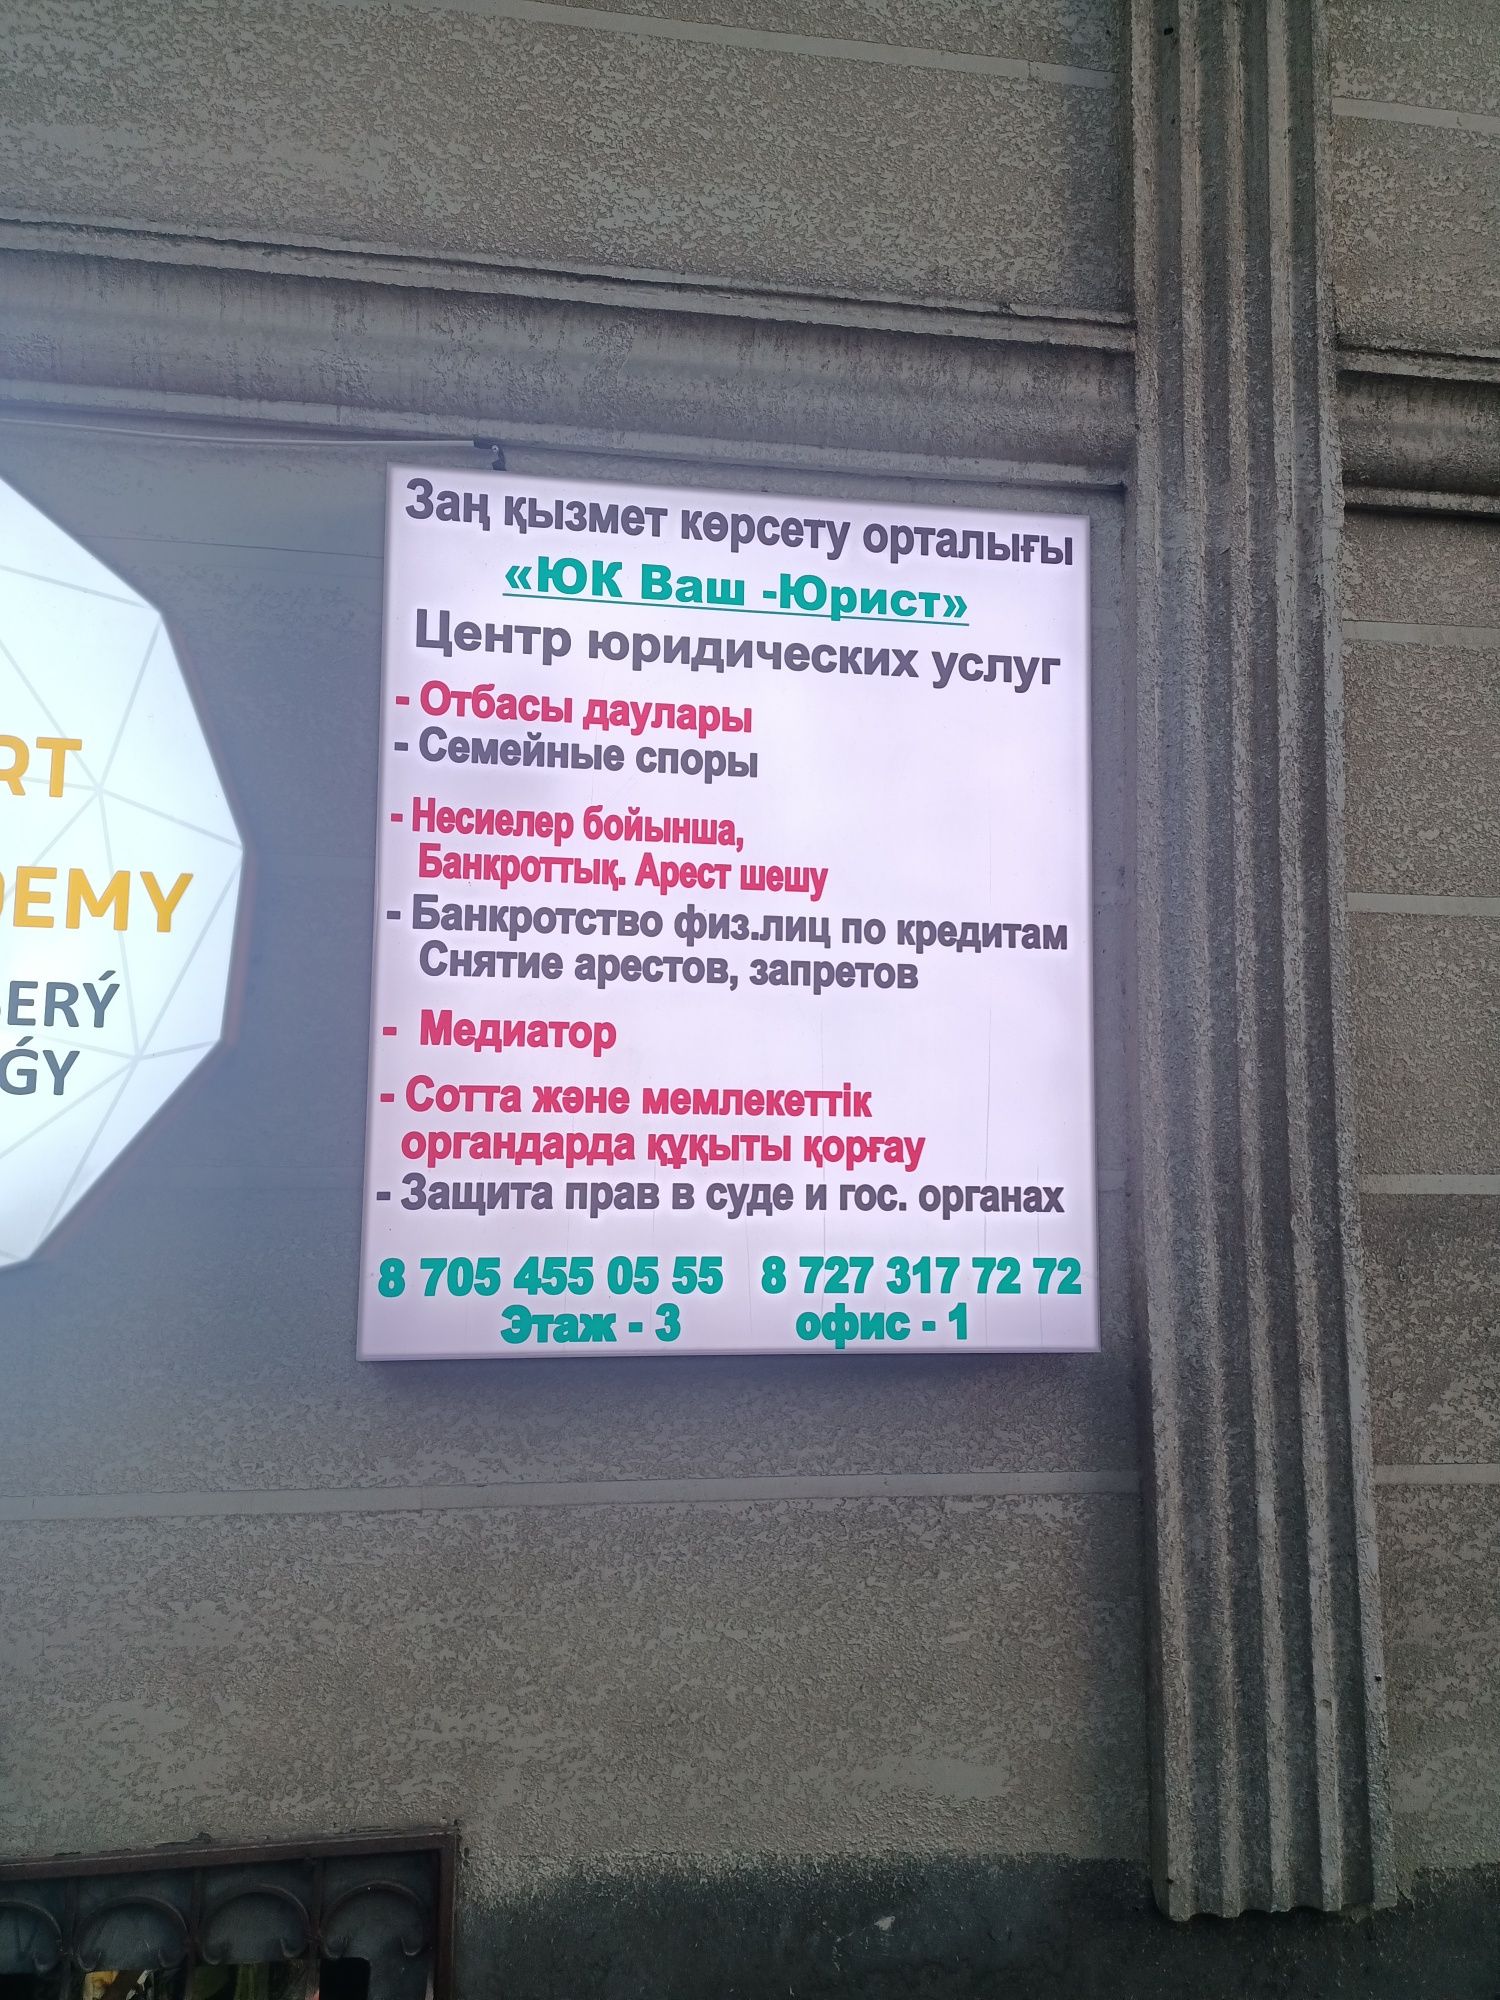 RT
DEMY
BERÝ
ǴY
Заң қызмет көрсету орталығы
«ЮК Ваш -Юрист»
Центр юридических услуг
- Отбасы даулары
- Семейные споры
- Несиелер бойынша,
Банкроттық. Арест шешу
- Банкротство физ.лиц по кредитам
Снятие арестов, запретов
- Медиатор
- Сотта және мемлекеттік
органдарда құқыты қорғау
- Защита прав в суде и гос. органах
8 705 455 05 55 8 727 317 72 72
Этаж - 3 офис - 1